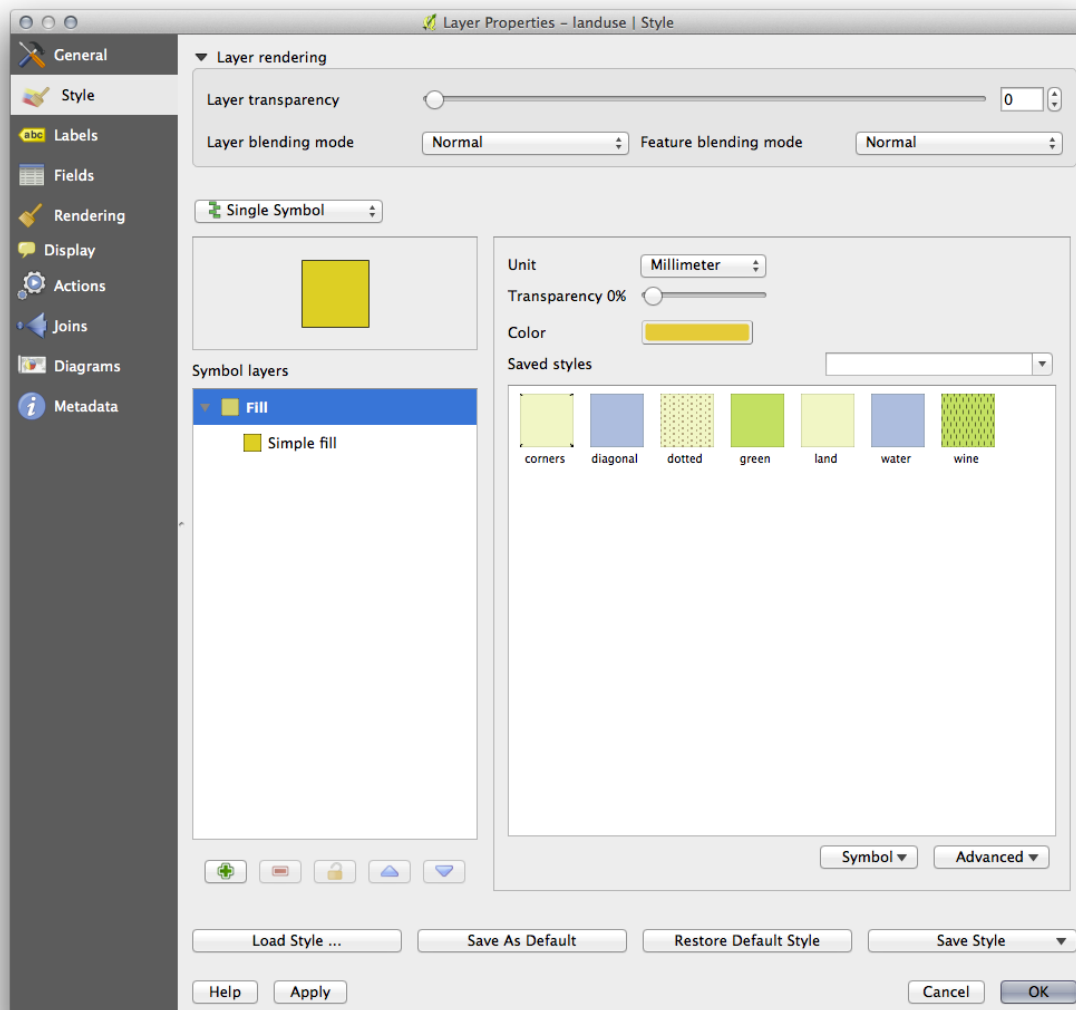 Layer Properties – landuse | Style
General
Style
abc Labels
Fields
Rendering
Display
Actions
Joins
Diagrams
i Metadata
Layer rendering
Layer transparency 0
Layer blending mode Normal Feature blending mode Normal
Single Symbol
Unit Millimeter
Transparency 0%
Color
Saved styles
Symbol layers
Fill
Simple fill
corners diagonal dotted green land water wine
Symbol Advanced
Load Style ... Save As Default Restore Default Style Save Style
Help Apply Cancel OK